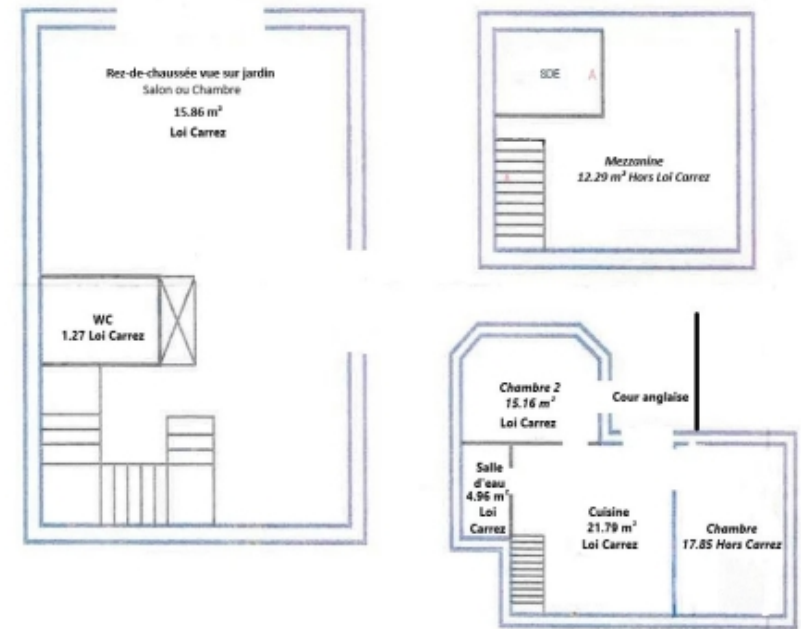 Rez-de-chaussée vue sur jardin
Salon ou Chambre
15.86 m²
Loi Carrez
WC
1.27 Loi Carrez
SDE
A
Mezzanine
12.29 m² Hors Loi Carrez
Chambre 2
15.16 m²
Loi Carrez
Cour anglaise
Salle
d'eau
4.96 m²
Loi
Carrez
Cuisine
21.79 m²
Loi Carrez
Chambre
17.85 Hors Carrez